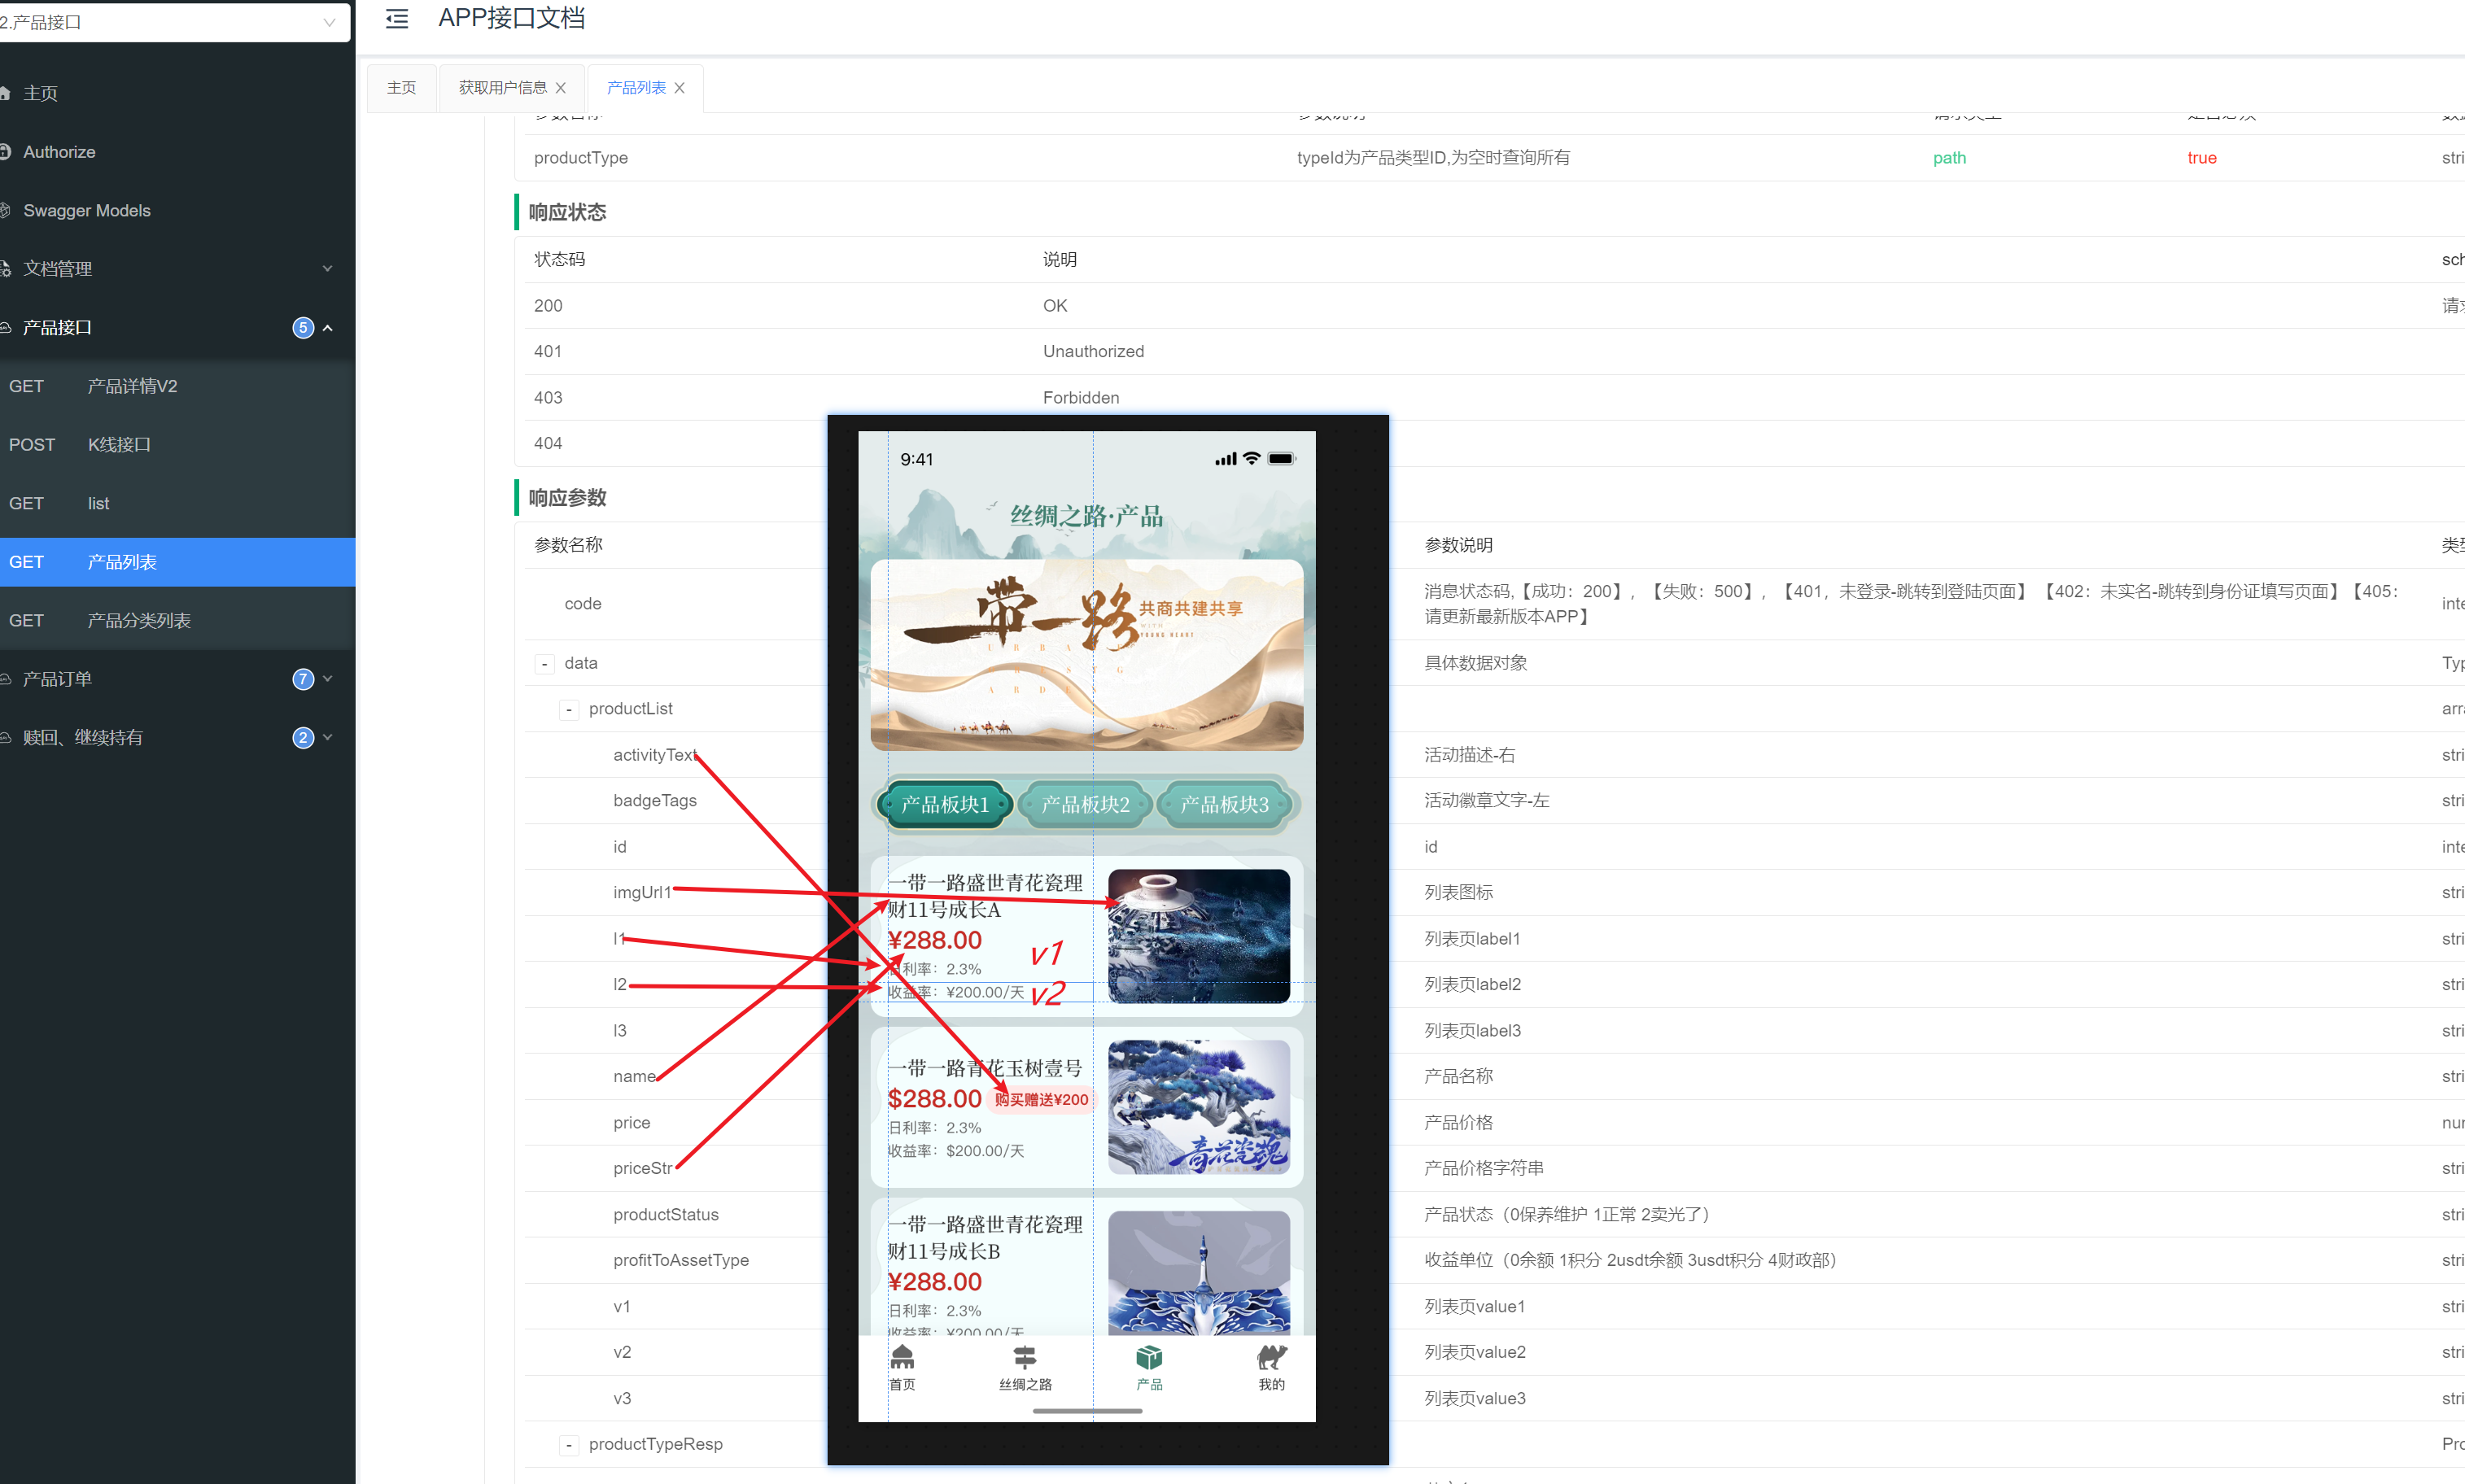 2.产品接口
APP接口文档
主页
获取用户信息
产品列表
主页
Authorize
Swagger Models
文档管理
产品接口
5
GET 产品详情V2
POST K线接口
GET list
GET 产品列表
GET 产品分类列表
产品订单
7
赎回、继续持有
2
productType typeId为产品类型ID,为空时查询所有 path true stri
响应状态
状态码 说明 sch
200 OK 请求
401 Unauthorized
403 Forbidden
404
响应参数
参数名称 参数说明 类型
code 消息状态码,【成功：200】，【失败：500】，【401，未登录-跳转到登陆页面】【402：未实名-跳转到身份证填写页面】【405：
请更新最新版本APP】 inte
- data 具体数据对象 Typ
- productList arra
activityText 活动描述-右 stri
badgeTags 活动徽章文字-左 stri
id id inte
imgUrl1 列表图标 stri
l1 列表页label1 stri
l2 列表页label2 stri
l3 列表页label3 stri
name 产品名称 stri
price 产品价格 nur
priceStr 产品价格字符串 stri
productStatus 产品状态（0保养维护 1正常 2卖光了） stri
profitToAssetType 收益单位（0余额 1积分 2usdt余额 3usdt积分 4财政部） stri
v1 列表页value1 stri
v2 列表页value2 stri
v3 列表页value3 stri
- productTypeResp Pro
9:41
丝绸之路·产品
一带一路
共商共建共享
WITH
YOUNG HEART
产品板块1
产品板块2
产品板块3
一带一路盛世青花瓷理
财11号成长A
¥288.00
v1
日利率：2.3%
收益率：¥200.00/天
v2
一带一路青花玉树壹号
$288.00
购买赠送¥200
日利率：2.3%
收益率：$200.00/天
青花瓷魂
一带一路盛世青花瓷理
财11号成长B
¥288.00
日利率：2.3%
收益率：¥200.00/天
首页
丝绸之路
产品
我的